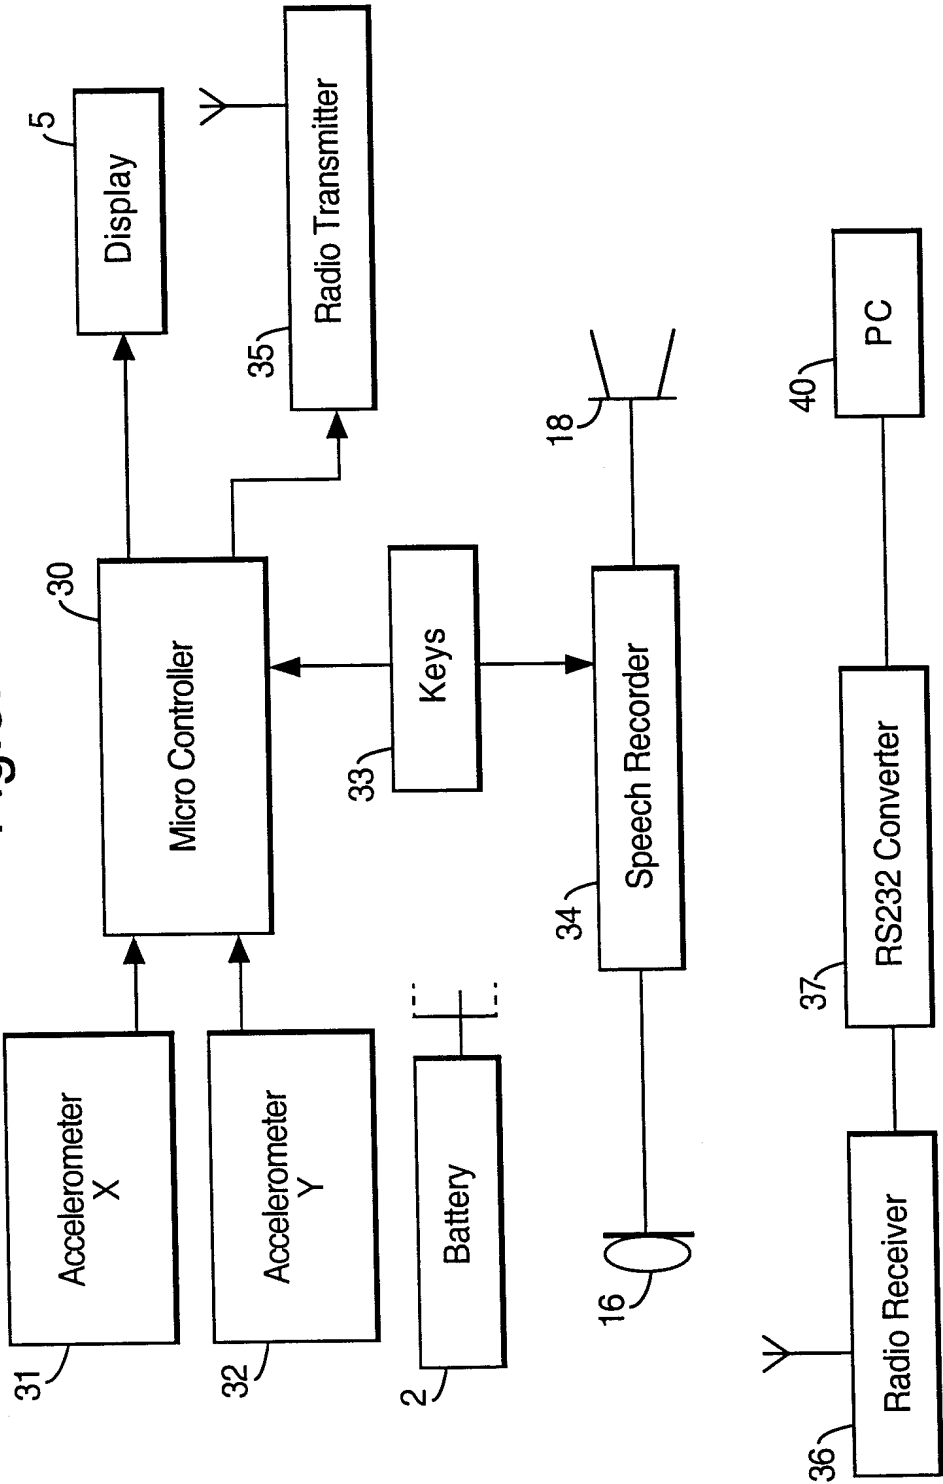 31
Accelerometer
X
30
Micro Controller
5
Display
32
Accelerometer
Y
35
Radio Transmitter
2
Battery
33
Keys
16
34
Speech Recorder
18
36
Radio Receiver
37
RS232 Converter
40
PC